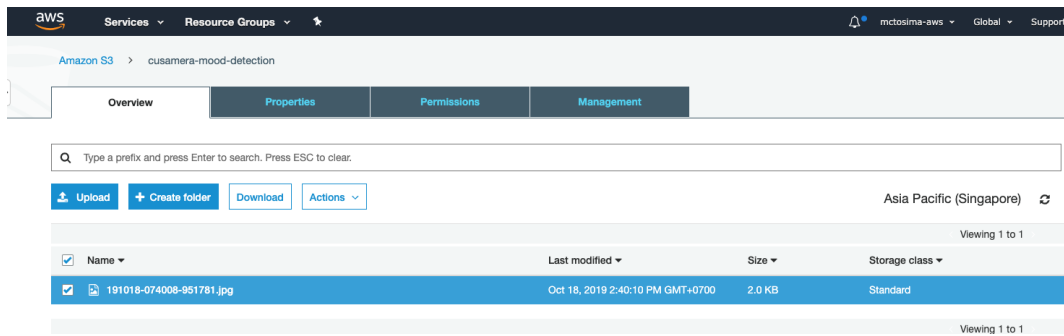 aws Services Resource Groups mctosima-aws Global Support
Amazon S3 > cusamera-mood-detection
Overview Properties Permissions Management
Type a prefix and press Enter to search. Press ESC to clear.
Upload + Create folder Download Actions Asia Pacific (Singapore)
Viewing 1 to 1
Name Last modified Size Storage class
191018-074008-951781.jpg Oct 18, 2019 2:40:10 PM GMT+0700 2.0 KB Standard
Viewing 1 to 1